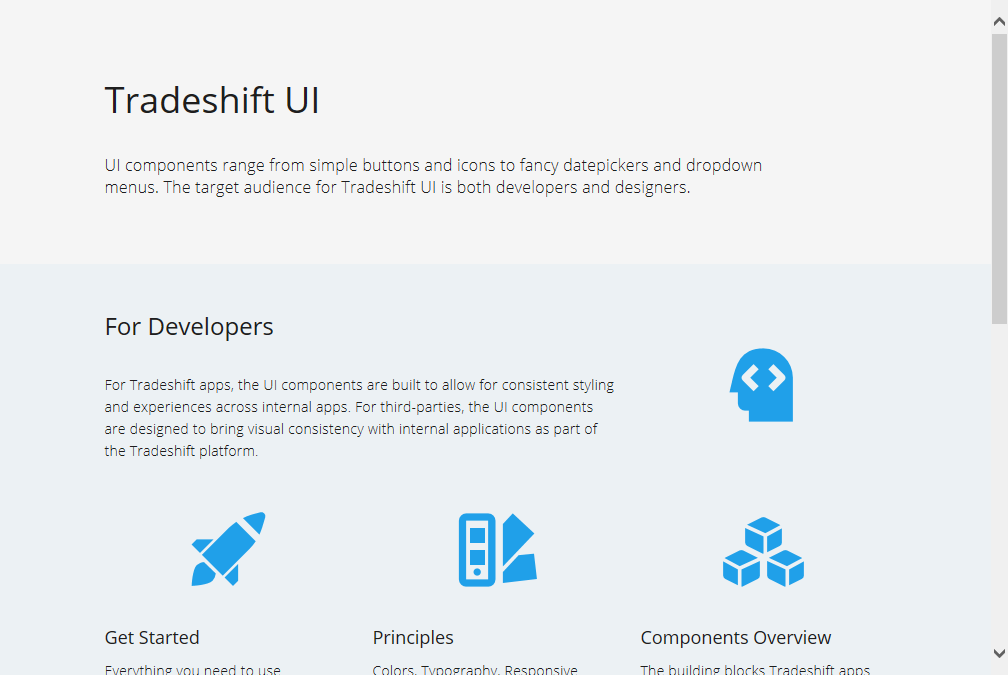 Tradeshift UI
UI components range from simple buttons and icons to fancy datepickers and dropdown
menus. The target audience for Tradeshift UI is both developers and designers.
For Developers
For Tradeshift apps, the UI components are built to allow for consistent styling
and experiences across internal apps. For third-parties, the UI components
are designed to bring visual consistency with internal applications as part of
the Tradeshift platform.
Get Started
Principles
Components Overview
Everything you need to use
Colors, Typography, Responsive
The building blocks Tradeshift apps